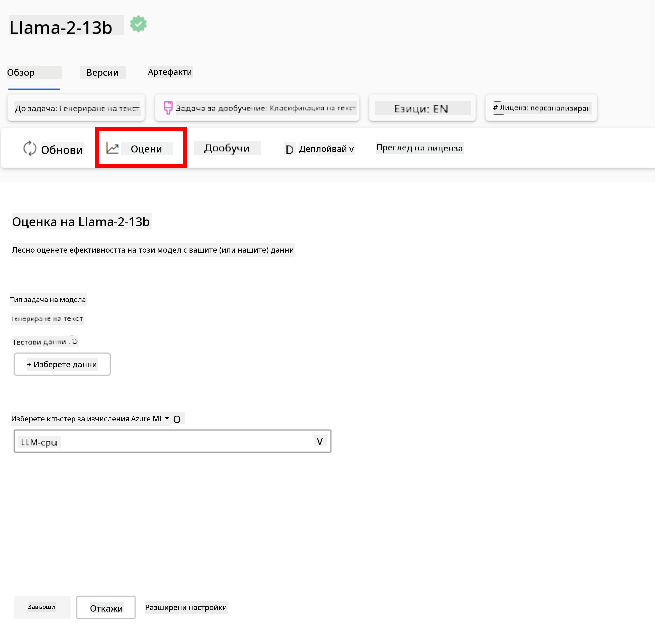 Llama-2-13b
Обзор Версии Артефакти
До задача: Генериране на текст Задача за дообучение: Класификация на текст Езици: EN # Лиценз: персонализиран
Обнови Оцени Дообучи D Деплойвай v Преглед на лиценза
Оценка на Llama-2-13b
Лесно оценете ефективността на този модел с вашите (или нашите) данни
Тип задача на модела
Генериране на текст
Тестови данни
+ Изберете данни
Изберете клъстер за изчисления Azure ML
LLM-cpu V
Завърши Откажи Разширени настройки